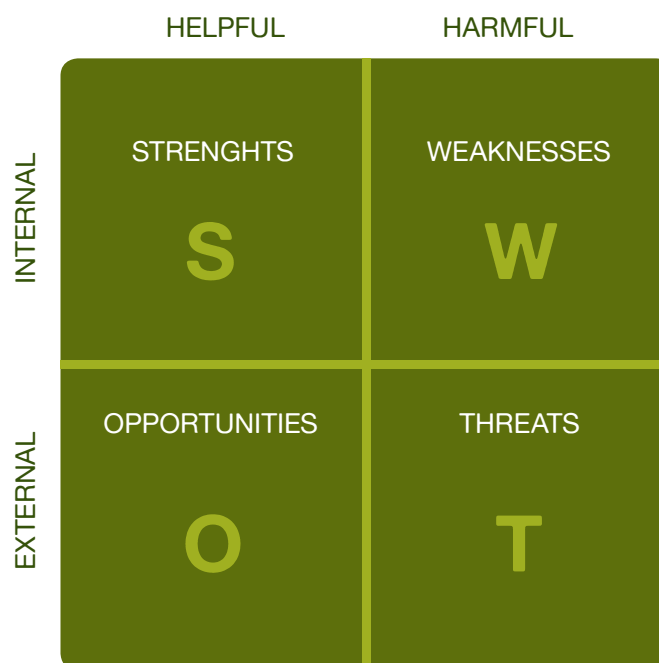 HELPFUL HARMFUL
INTERNAL
STRENGHTS WEAKNESSES
S W
EXTERNAL
OPPORTUNITIES THREATS
O T